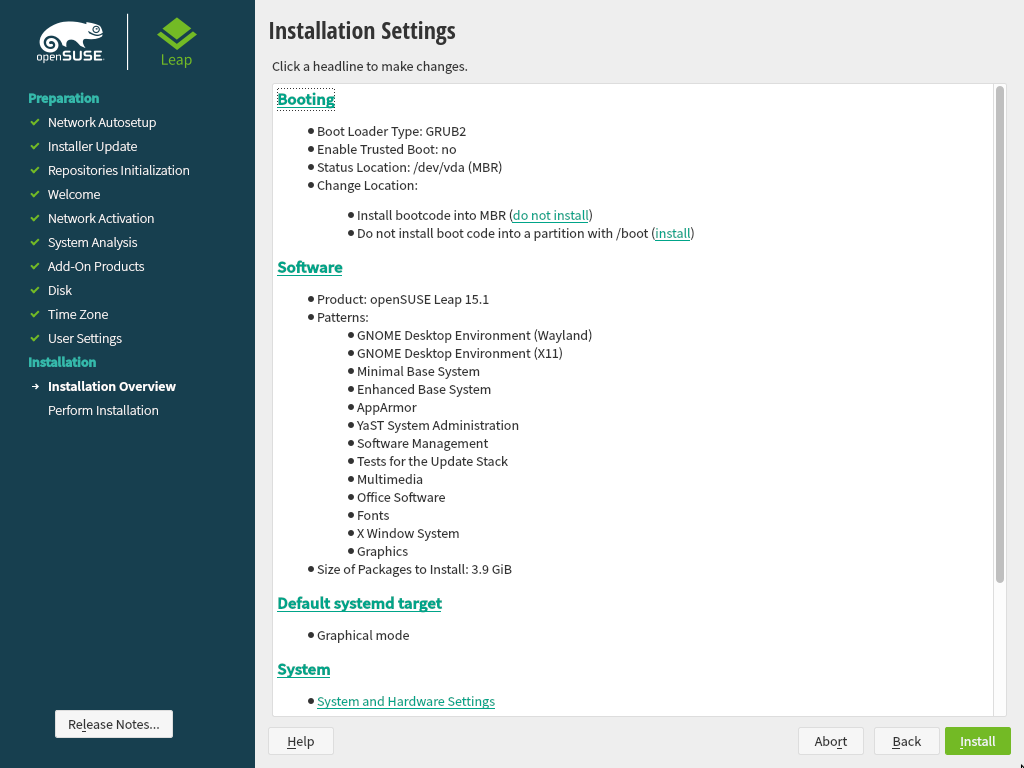 openSUSE
Leap
Preparation
Network Autosetup
Installer Update
Repositories Initialization
Welcome
Network Activation
System Analysis
Add-On Products
Disk
Time Zone
User Settings
Installation
Installation Overview
Perform Installation
Release Notes...
Installation Settings
Click a headline to make changes.
Booting
Boot Loader Type: GRUB2
Enable Trusted Boot: no
Status Location: /dev/vda (MBR)
Change Location:
Install bootcode into MBR (do not install)
Do not install boot code into a partition with /boot (install)
Software
Product: openSUSE Leap 15.1
Patterns:
GNOME Desktop Environment (Wayland)
GNOME Desktop Environment (X11)
Minimal Base System
Enhanced Base System
AppArmor
YaST System Administration
Software Management
Tests for the Update Stack
Multimedia
Office Software
Fonts
X Window System
Graphics
Size of Packages to Install: 3.9 GiB
Default systemd target
Graphical mode
System
System and Hardware Settings
Help
Abort
Back
Install